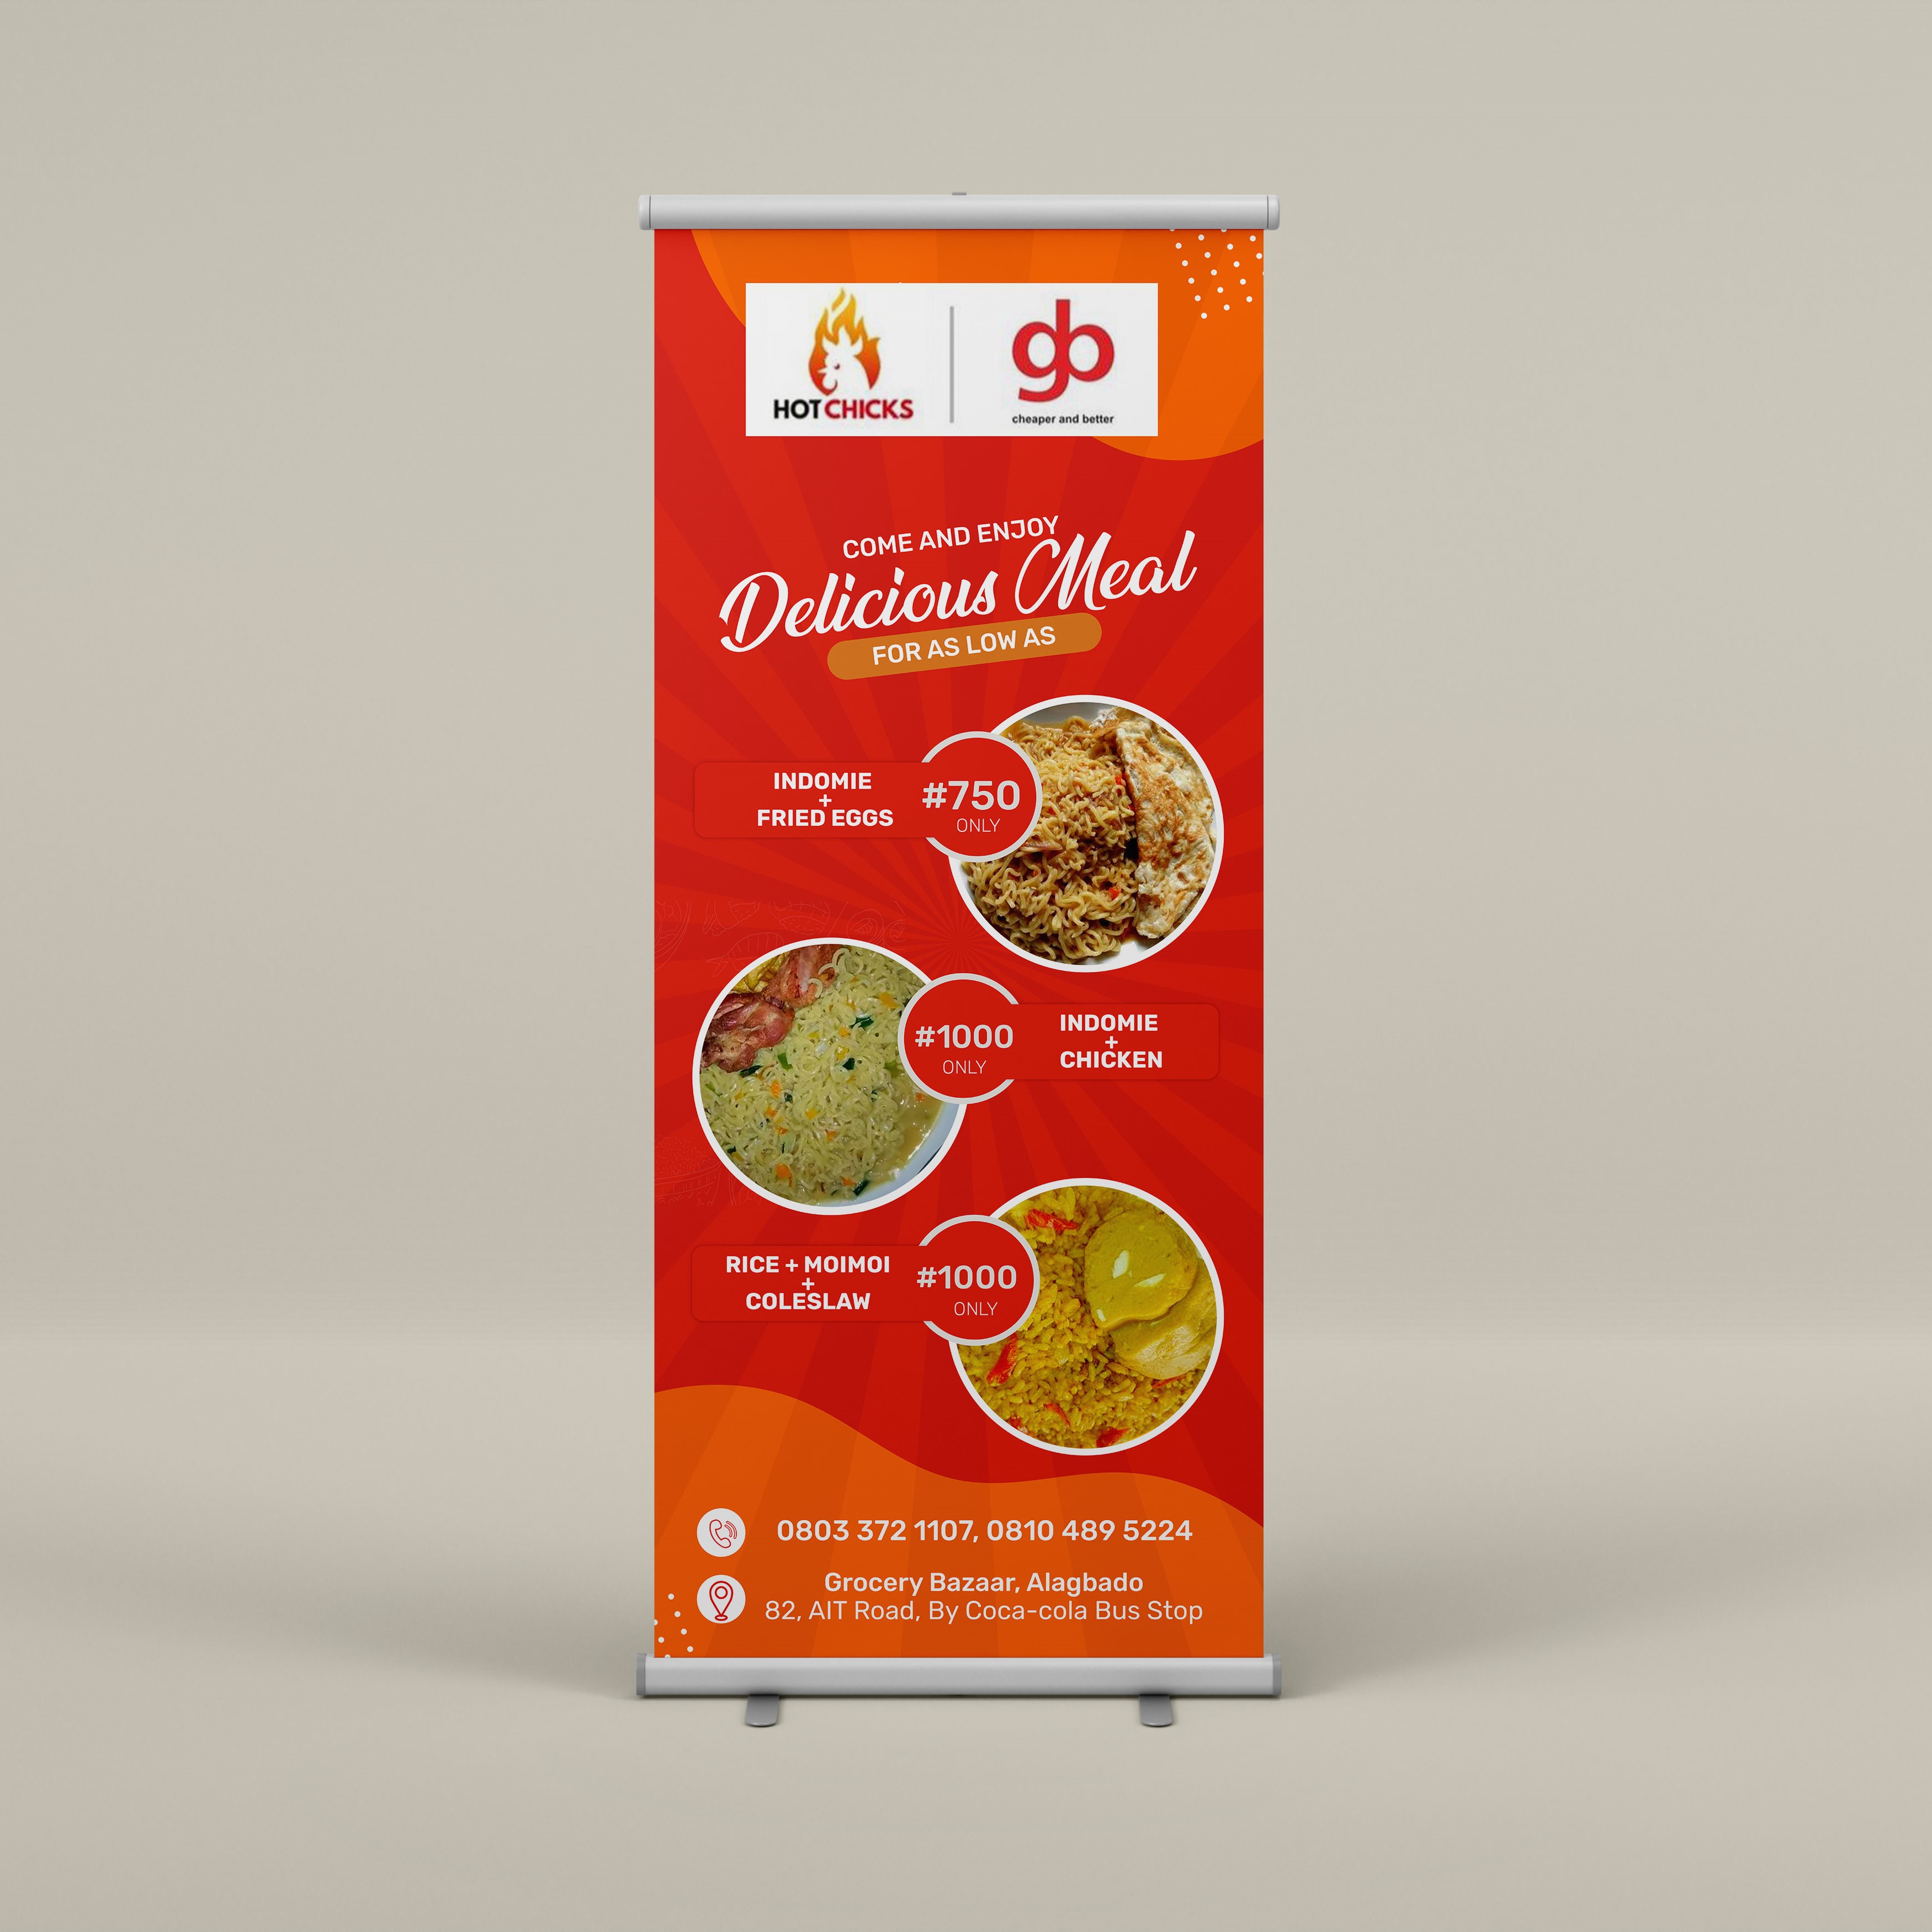 HOT CHICKS
gb
cheaper and better
COME AND ENJOY
Delicious Meal
FOR AS LOW AS
INDOMIE
+
FRIED EGGS
#750
ONLY
#1000
ONLY
INDOMIE
+
CHICKEN
RICE + MOIMOI
+
COLESLAW
#1000
ONLY
0803 372 1107, 0810 489 5224
Grocery Bazaar, Alagbado
82, AIT Road, By Coca-cola Bus Stop